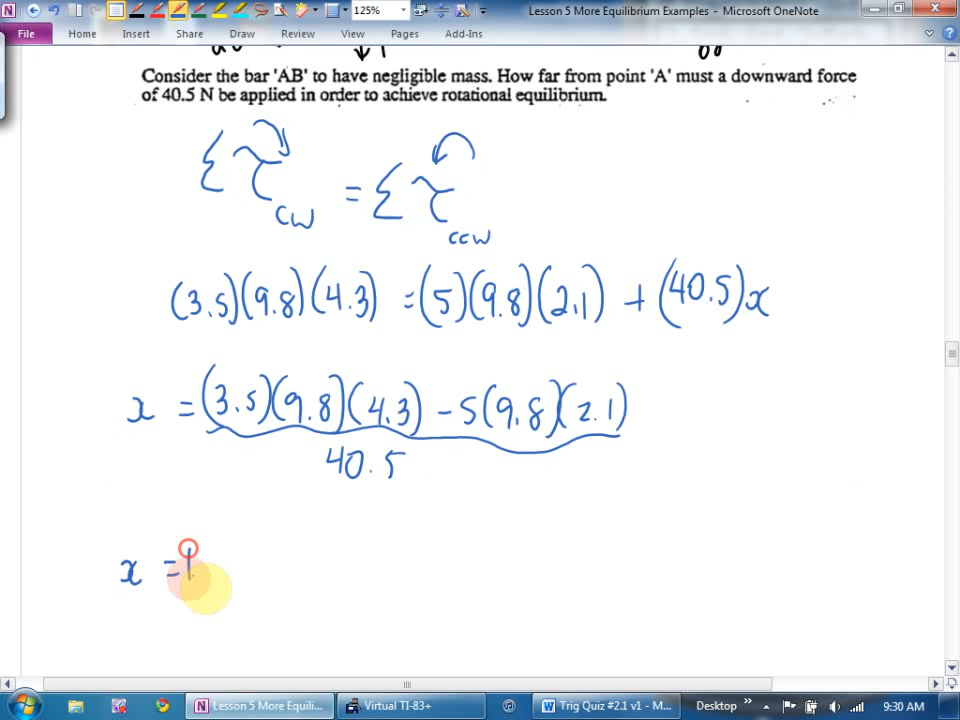 125%
Lesson 5 More Equilibrium Examples - Microsoft OneNote
File Home Insert Share Draw View Pages Add-Ins
Consider the bar 'AB' to have negligible mass. How far from point 'A' must a downward force
of 40.5 N be applied in order to achieve rotational equilibrium.
Στ_CW = Στ_CCW
(3.5)(9.8)(4.3) = (5)(9.8)(2.1) + (40.5)x
x = (3.5)(9.8)(4.3) - 5(9.8)(2.1)
40.5
x = 1
Lesson 5 More Equili... Virtual TI-83+ Trig Quiz #2.1 v1 - M... Desktop » 9:30 AM